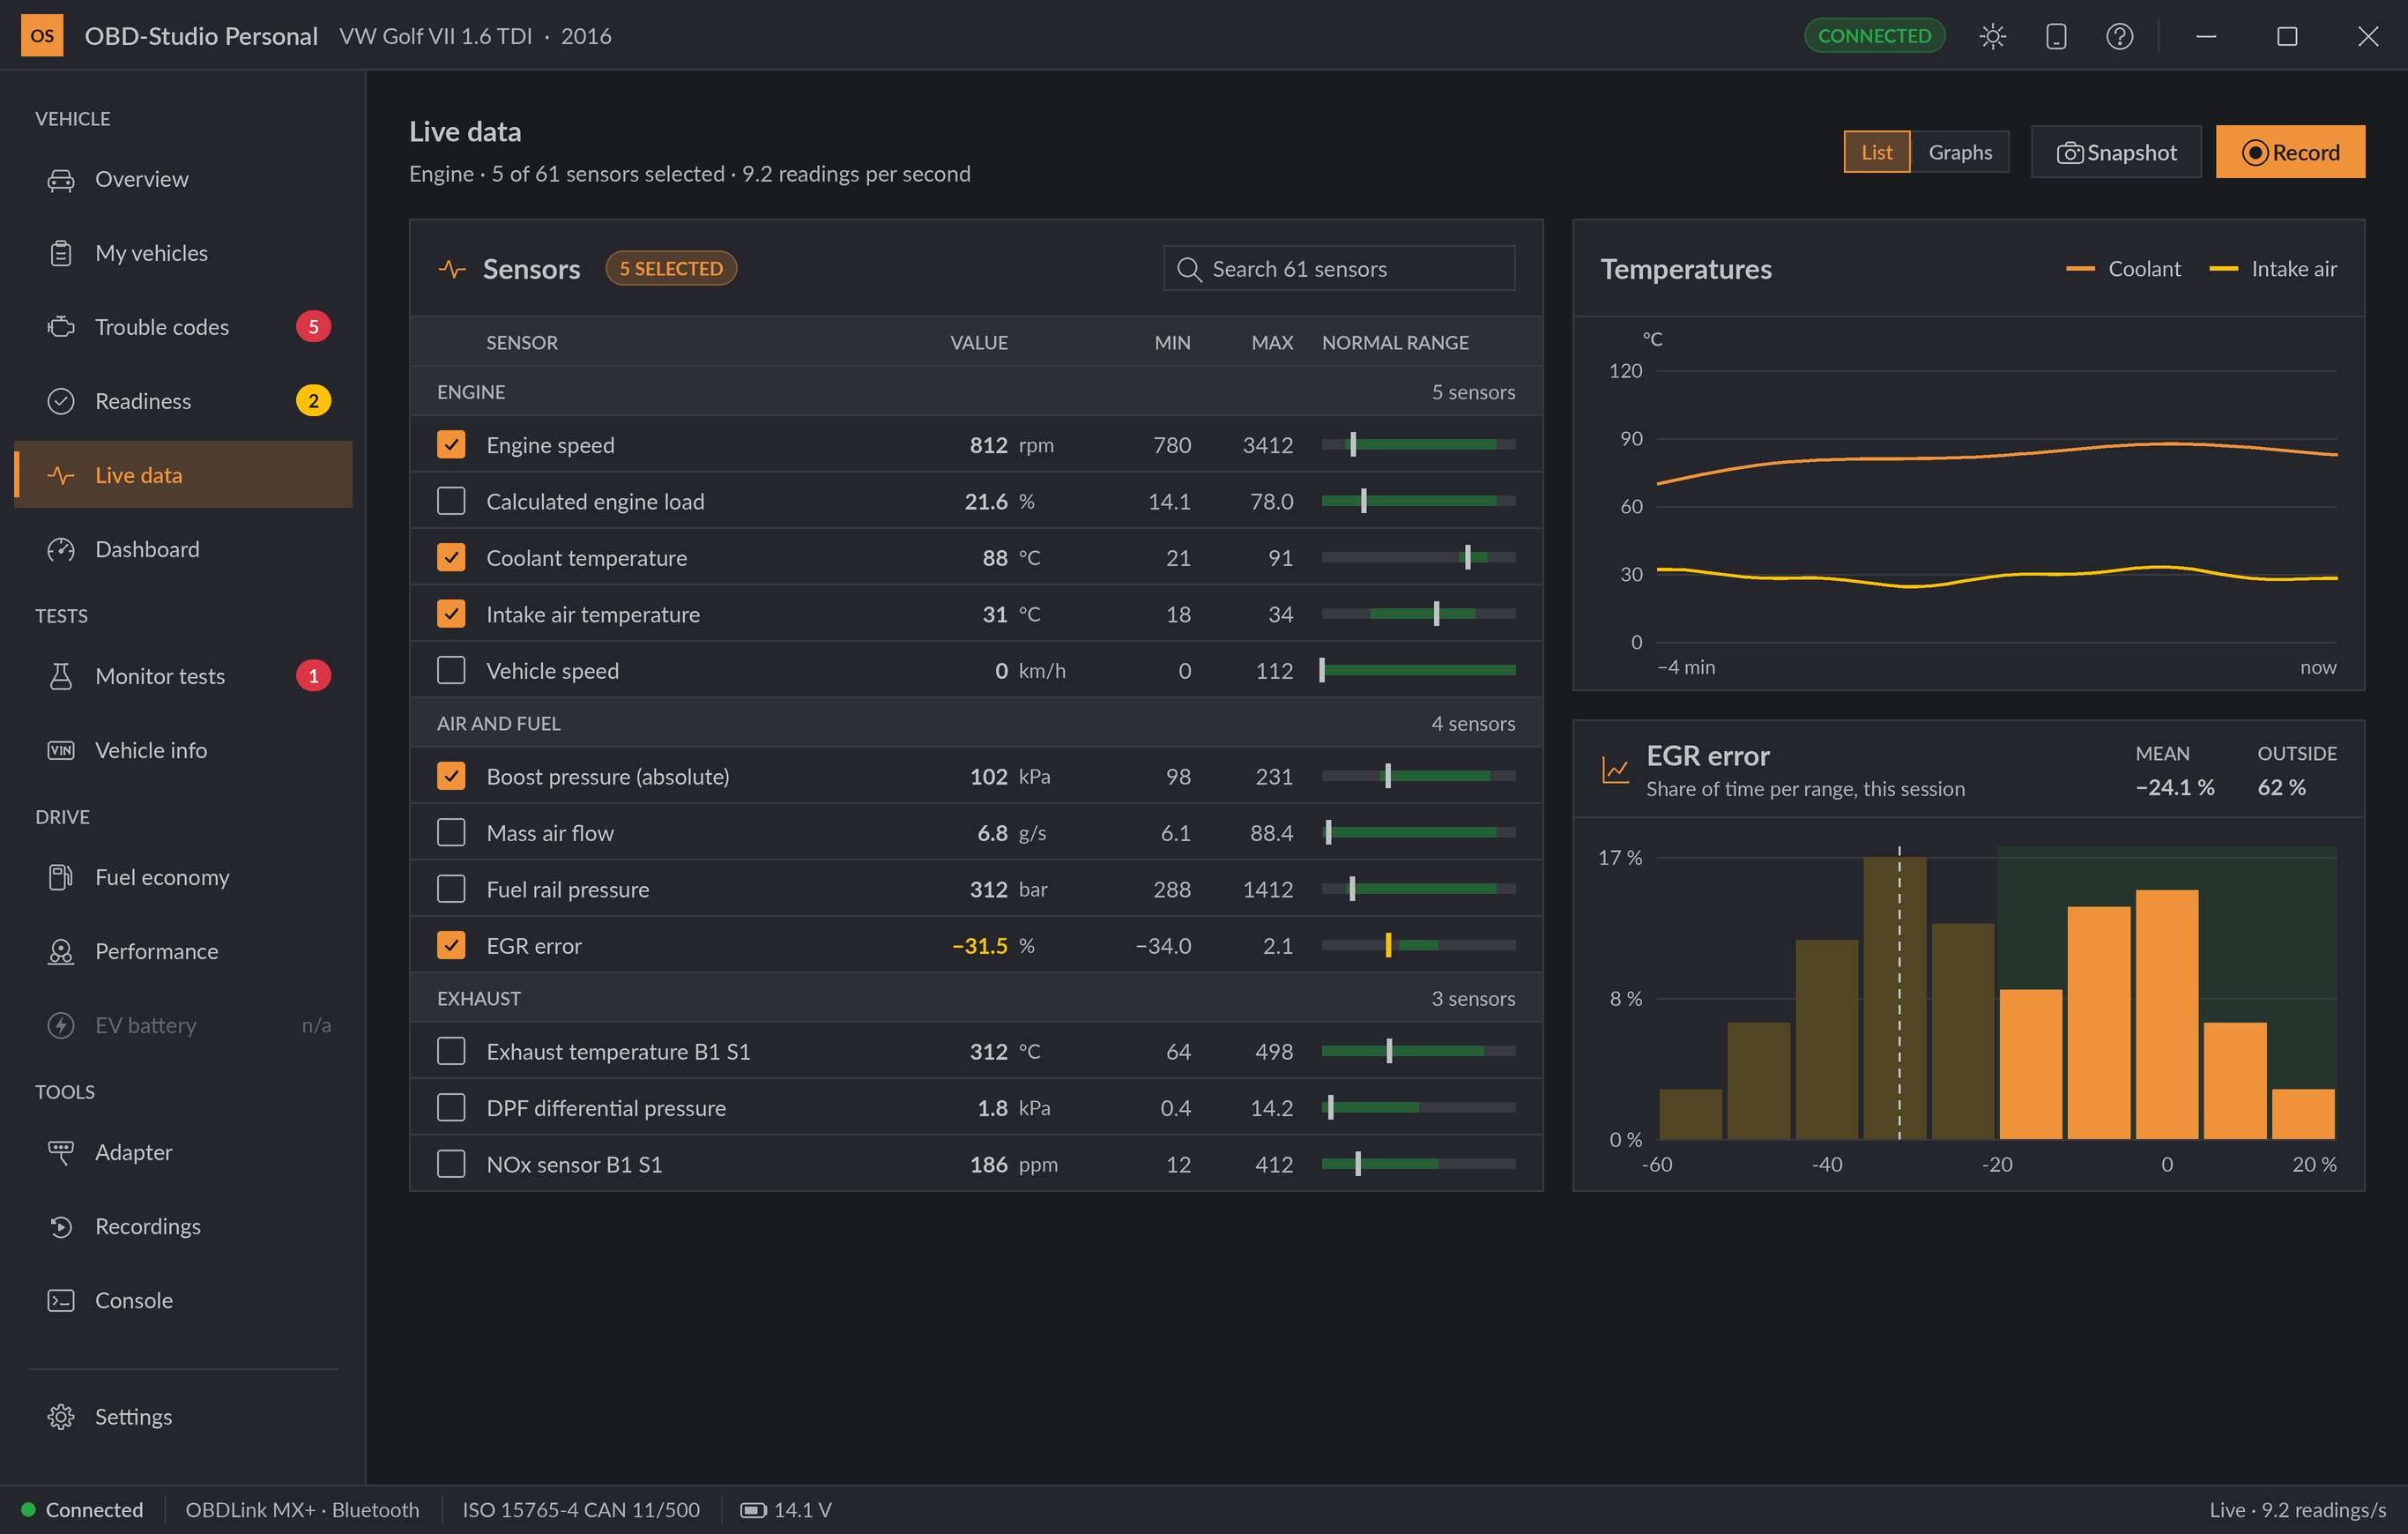 OS OBD-Studio Personal VW Golf VII 1.6 TDI · 2016 CONNECTED
VEHICLE
Overview
My vehicles
Trouble codes 5
Readiness 2
Live data
Dashboard
TESTS
Monitor tests 1
VIN Vehicle info
DRIVE
Fuel economy
Performance
EV battery n/a
TOOLS
Adapter
Recordings
Console
Settings
Live data
Engine · 5 of 61 sensors selected · 9.2 readings per second
List Graphs Snapshot Record
Sensors 5 SELECTED Search 61 sensors
SENSOR VALUE MIN MAX NORMAL RANGE
ENGINE 5 sensors
Engine speed 812 rpm 780 3412
Calculated engine load 21.6 % 14.1 78.0
Coolant temperature 88 °C 21 91
Intake air temperature 31 °C 18 34
Vehicle speed 0 km/h 0 112
AIR AND FUEL 4 sensors
Boost pressure (absolute) 102 kPa 98 231
Mass air flow 6.8 g/s 6.1 88.4
Fuel rail pressure 312 bar 288 1412
EGR error −31.5 % −34.0 2.1
EXHAUST 3 sensors
Exhaust temperature B1 S1 312 °C 64 498
DPF differential pressure 1.8 kPa 0.4 14.2
NOx sensor B1 S1 186 ppm 12 412
Temperatures Coolant Intake air
°C
120
90
60
30
0
−4 min now
EGR error
Share of time per range, this session
MEAN OUTSIDE
−24.1 % 62 %
17 %
8 %
0 %
-60 -40 -20 0 20 %
Connected OBDLink MX+ · Bluetooth ISO 15765-4 CAN 11/500 14.1 V Live · 9.2 readings/s